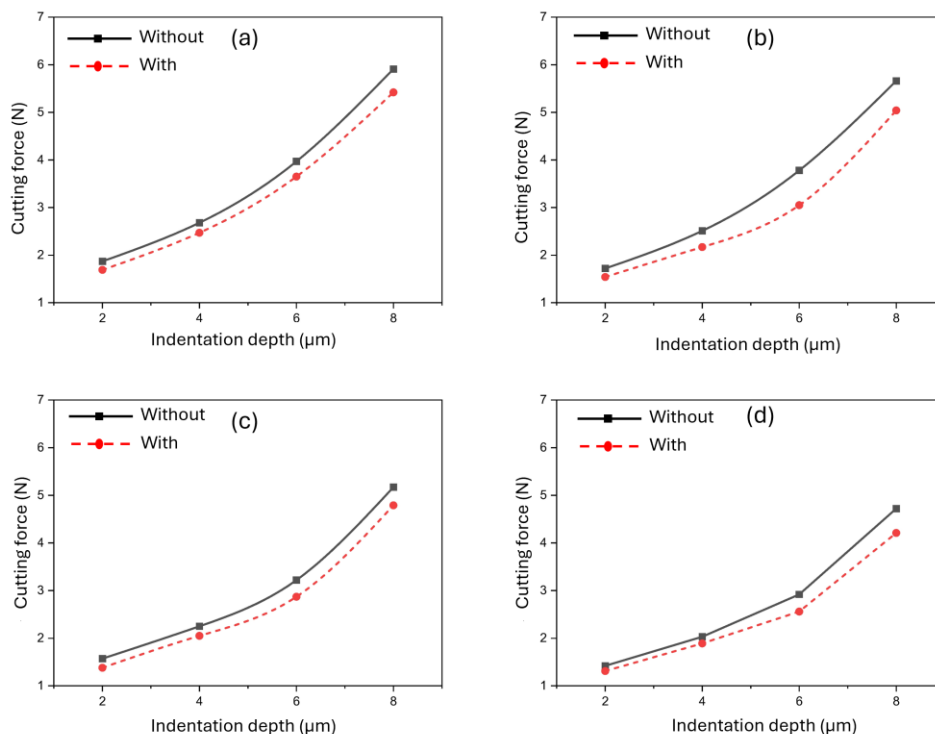 7
6
5
4
3
2
1
Cutting force (N)
Without
With
(a)
2 4 6 8
Indentation depth (µm)
7
6
5
4
3
2
1
Cutting force (N)
Without
With
(b)
2 4 6 8
Indentation depth (µm)
7
6
5
4
3
2
1
Cutting force (N)
Without
With
(c)
2 4 6 8
Indentation depth (µm)
7
6
5
4
3
2
1
Cutting force (N)
Without
With
(d)
2 4 6 8
Indentation depth (µm)